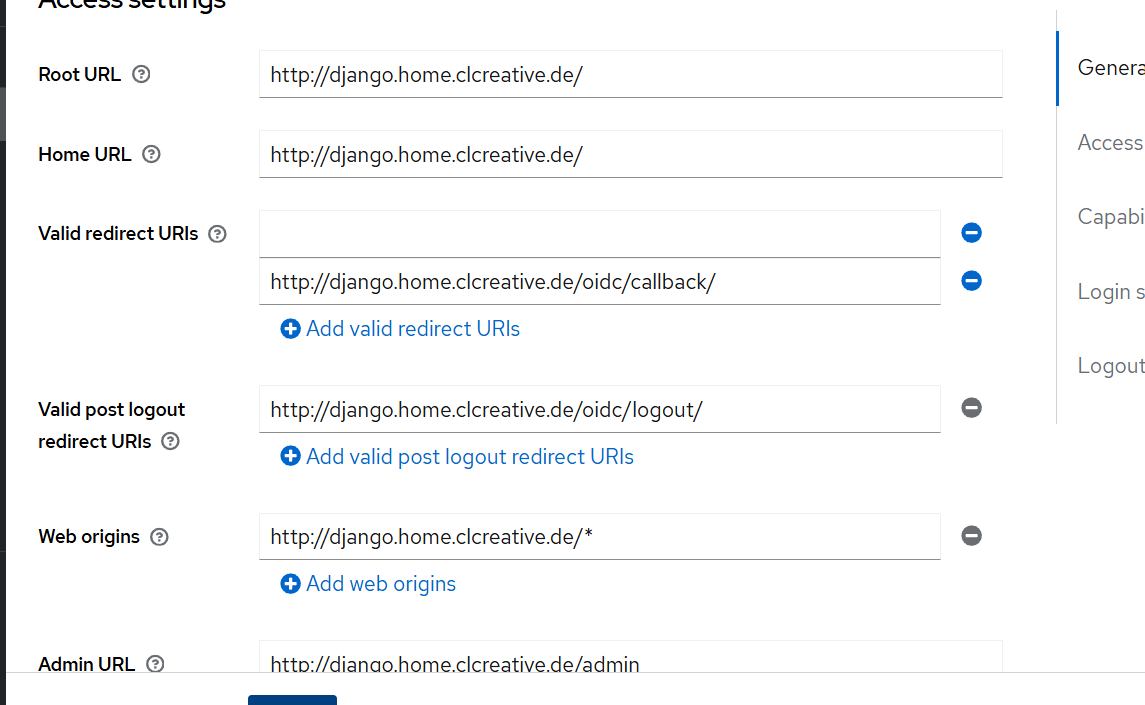 Access settings
Root URL
http://django.home.clcreative.de/
Home URL
http://django.home.clcreative.de/
Valid redirect URIs
http://django.home.clcreative.de/oidc/callback/
Add valid redirect URIs
Valid post logout
redirect URIs
http://django.home.clcreative.de/oidc/logout/
Add valid post logout redirect URIs
Web origins
http://django.home.clcreative.de/*
Add web origins
Admin URL
http://django.home.clcreative.de/admin
Genera
Access
Capabi
Login s
Logout